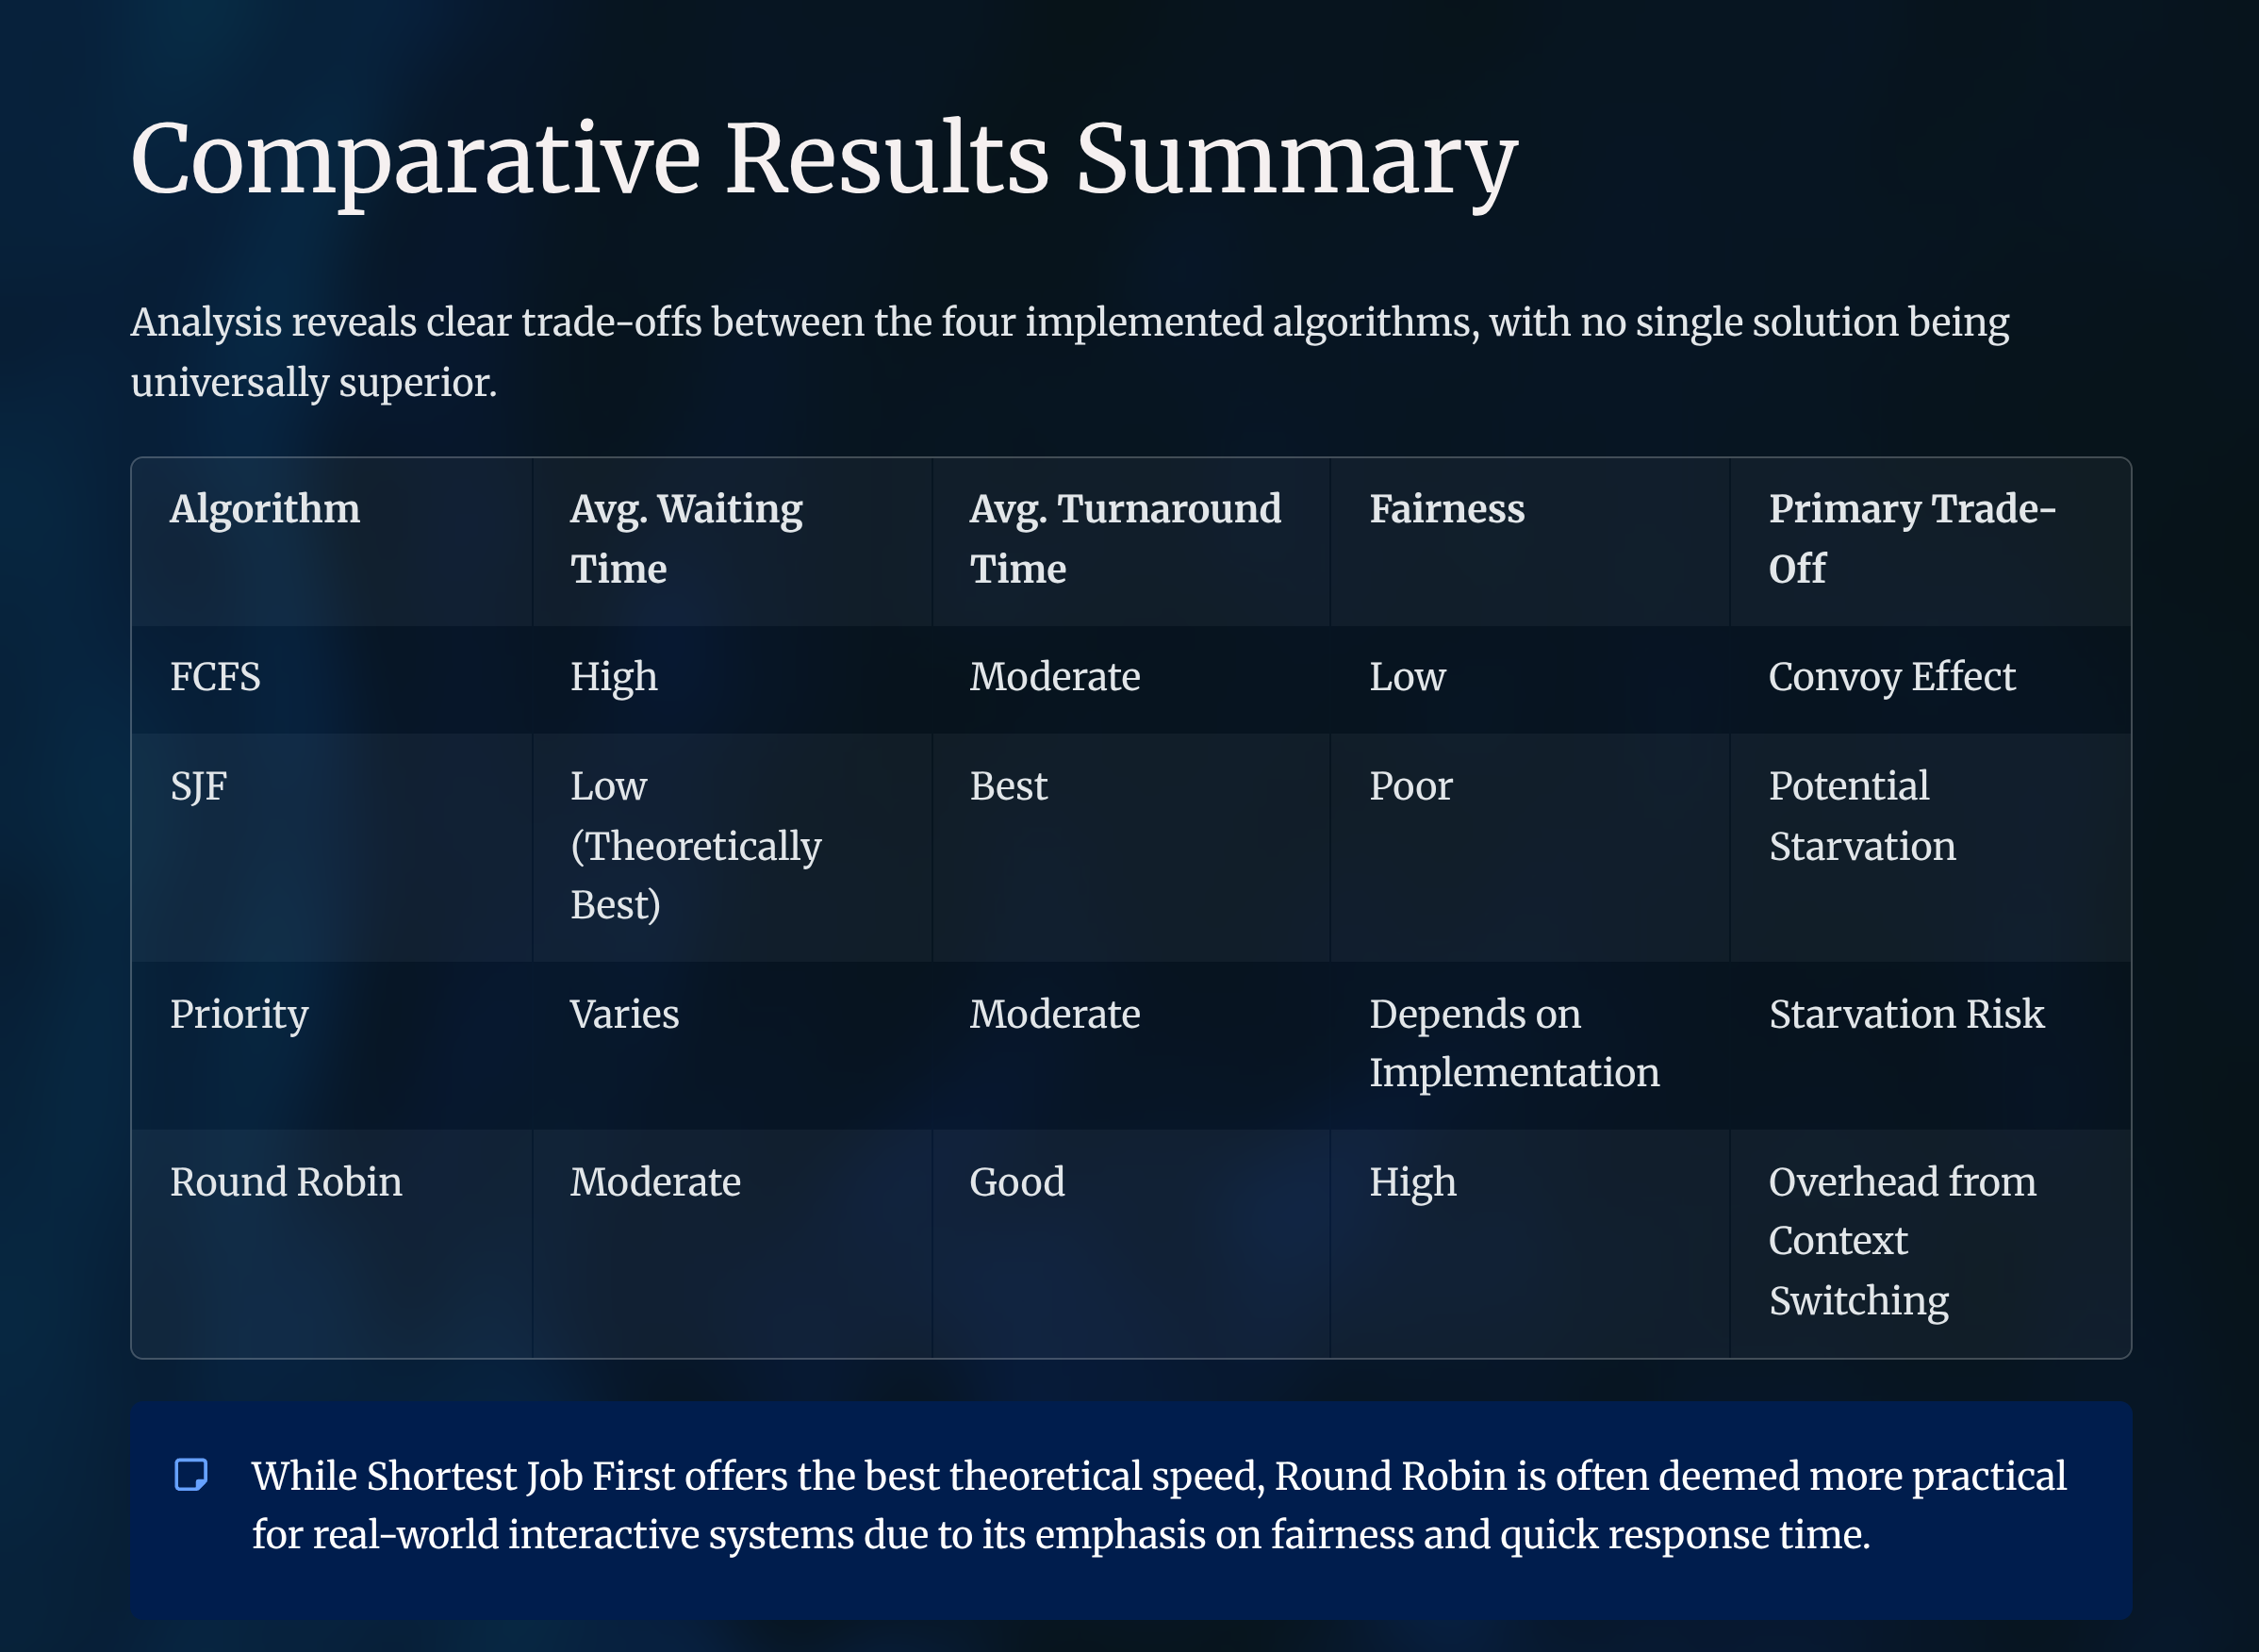 Comparative Results Summary
Analysis reveals clear trade-offs between the four implemented algorithms, with no single solution being
universally superior.
Algorithm
Avg. Waiting
Time
Avg. Turnaround
Time
Fairness
Primary Trade-
Off
FCFS
High
Moderate
Low
Convoy Effect
SJF
Low
(Theoretically
Best)
Best
Poor
Potential
Starvation
Priority
Varies
Moderate
Depends on
Implementation
Starvation Risk
Round Robin
Moderate
Good
High
Overhead from
Context
Switching
While Shortest Job First offers the best theoretical speed, Round Robin is often deemed more practical
for real-world interactive systems due to its emphasis on fairness and quick response time.